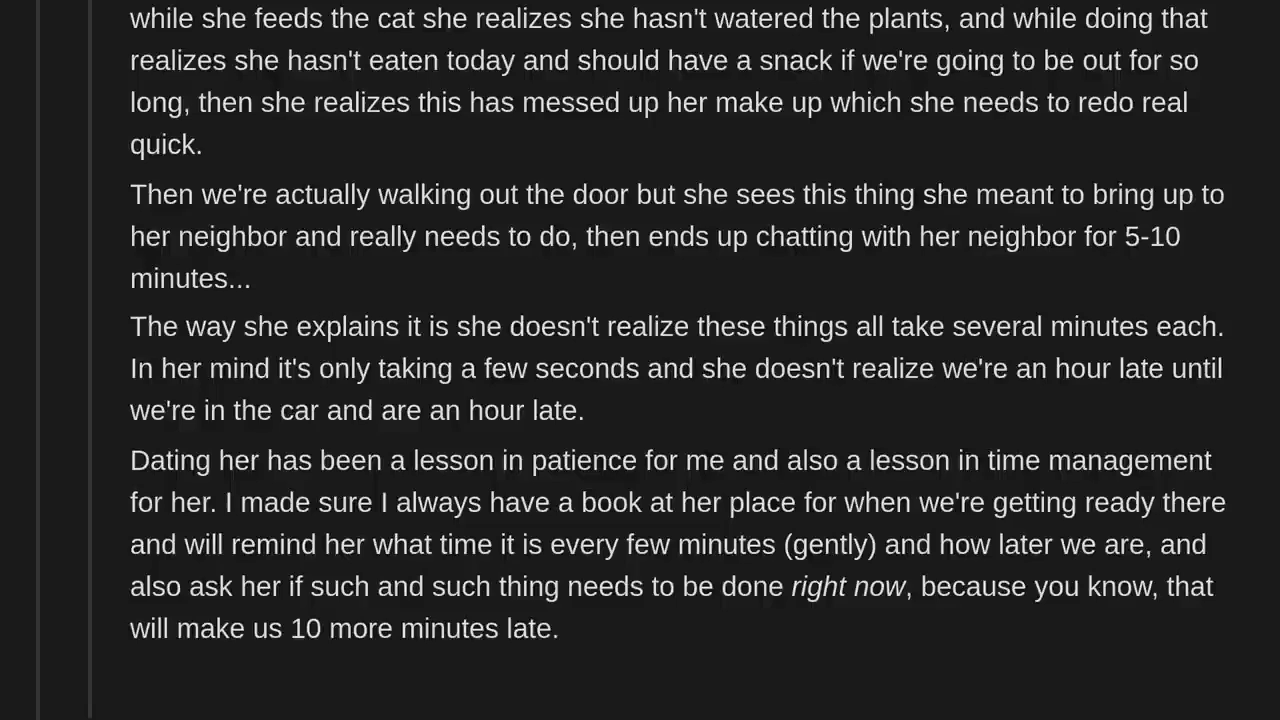 while she feeds the cat she realizes she hasn't watered the plants, and while doing that
realizes she hasn't eaten today and should have a snack if we're going to be out for so
long, then she realizes this has messed up her make up which she needs to redo real
quick.
Then we're actually walking out the door but she sees this thing she meant to bring up to
her neighbor and really needs to do, then ends up chatting with her neighbor for 5-10
minutes...
The way she explains it is she doesn't realize these things all take several minutes each.
In her mind it's only taking a few seconds and she doesn't realize we're an hour late until
we're in the car and are an hour late.
Dating her has been a lesson in patience for me and also a lesson in time management
for her. I made sure I always have a book at her place for when we're getting ready there
and will remind her what time it is every few minutes (gently) and how later we are, and
also ask her if such and such thing needs to be done right now, because you know, that
will make us 10 more minutes late.